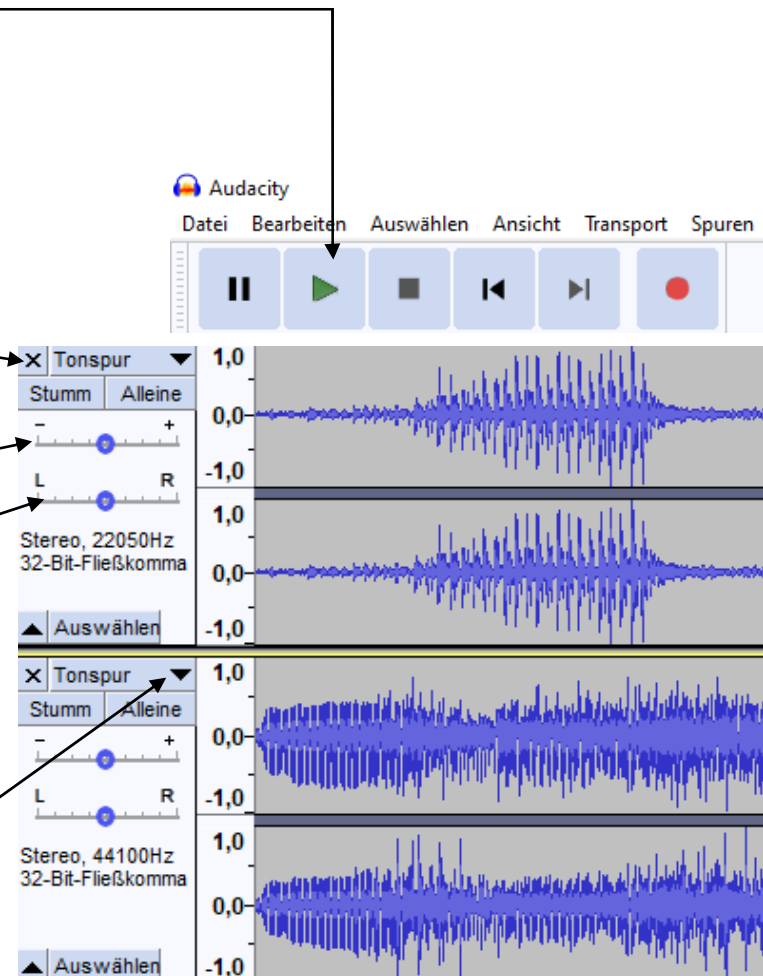 Audacity
Datei Bearbeiten Auswählen Ansicht Transport Spuren
× Tonspur 1,0
Stumm Alleine
0,0
- +
-1,0
L R
1,0
Stereo, 22050Hz
32-Bit-Fließkomma
0,0
Auswählen -1,0
× Tonspur 1,0
Stumm Alleine
0,0
- +
L R -1,0
1,0
Stereo, 44100Hz
32-Bit-Fließkomma
0,0
Auswählen -1,0